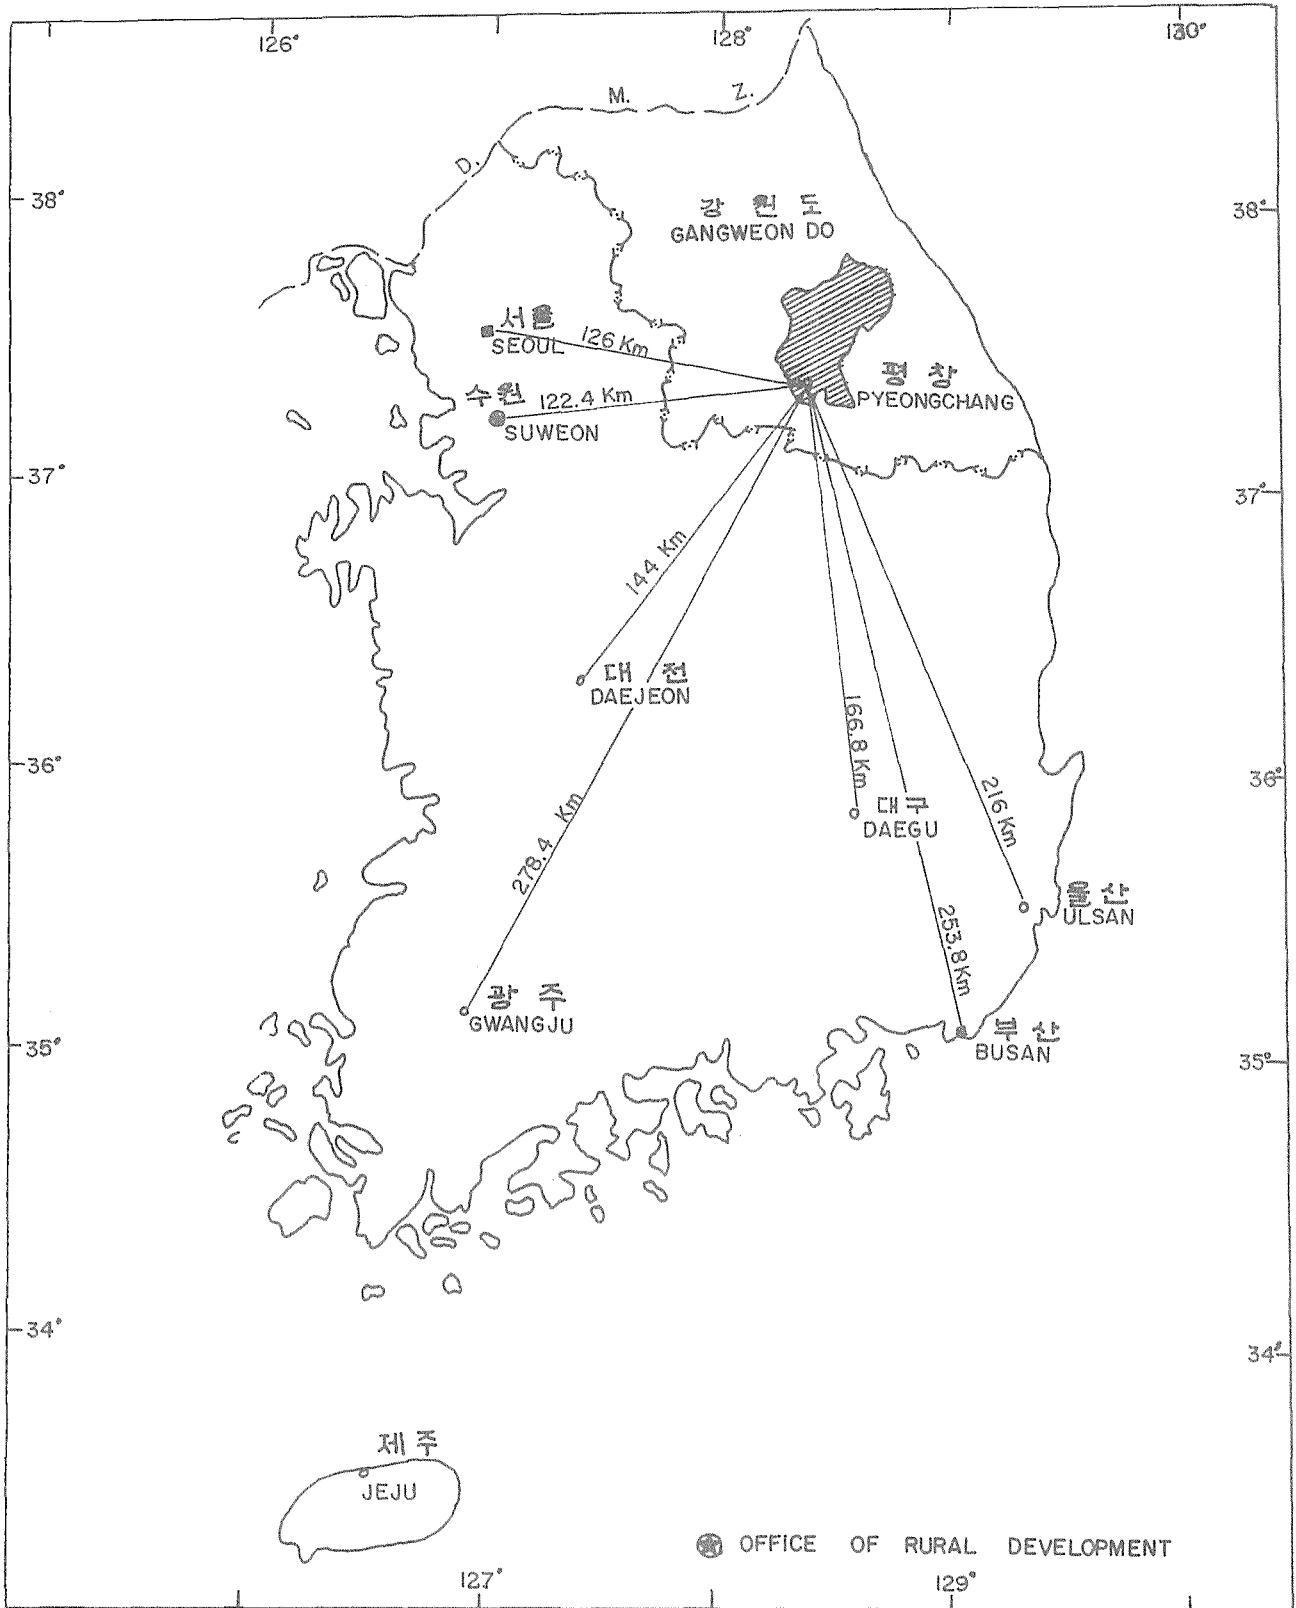 126°
128°
130°
D. M. Z.
38°
38°
강 원 도
GANGWEON DO
서울
SEOUL
126 Km
평 창
PYEONGCHANG
수원
122.4 Km
SUWEON
37°
37°
144 Km
대 전
DAEJEON
166.8 Km
36°
36°
216 Km
대구
DAEGU
278.4 Km
울산
ULSAN
253.8 Km
광 주
GWANGJU
부산
BUSAN
35°
35°
34°
34°
제주
JEJU
OFFICE OF RURAL DEVELOPMENT
127°
129°